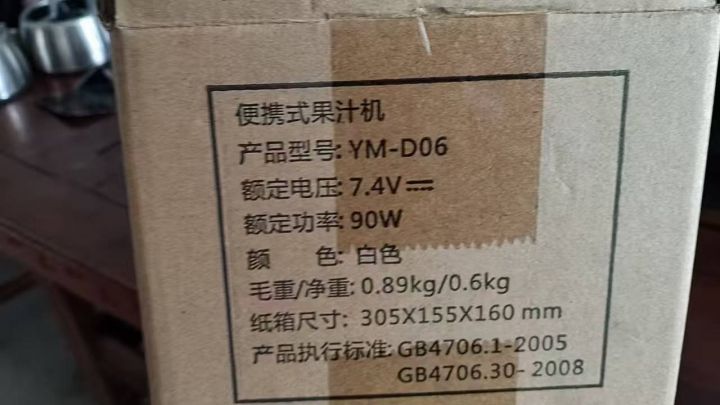 便携式果汁机
产品型号: YM-D06
额定电压: 7.4V⎓
额定功率: 90W
颜 色: 白色
毛重/净重: 0.89kg/0.6kg
纸箱尺寸: 305X155X160 mm
产品执行标准: GB4706.1-2005
GB4706.30- 2008